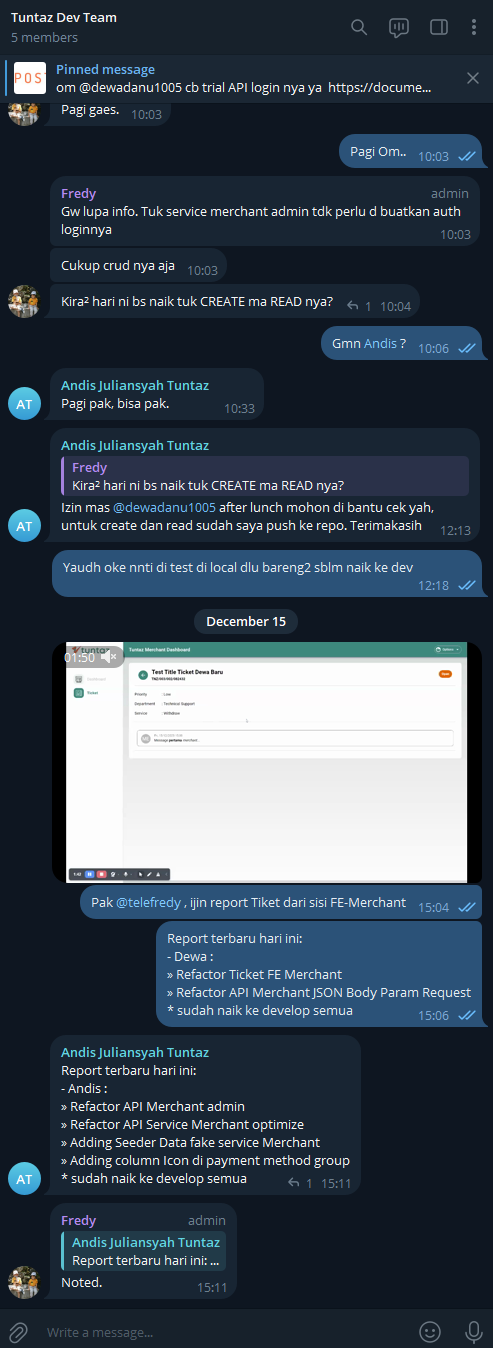 Tuntaz Dev Team
5 members
POS
Pinned message
om @dewadanu1005 cb trial API login nya ya https://docume...
Pagi gaes. 10:03
Pagi Om.. 10:03
Fredy admin
Gw lupa info. Tuk service merchant admin tdk perlu d buatkan auth
loginnya 10:03
Cukup crud nya aja 10:03
Kira² hari ni bs naik tuk CREATE ma READ nya? 1 10:04
Gmn Andis ? 10:06
Andis Juliansyah Tuntaz
AT Pagi pak, bisa pak. 10:33
Andis Juliansyah Tuntaz
Fredy
Kira² hari ni bs naik tuk CREATE ma READ nya?
Izin mas @dewadanu1005 after lunch mohon di bantu cek yah,
AT untuk create dan read sudah saya push ke repo. Terimakasih 12:13
Yaudh oke nnti di test di local dlu bareng2 sblm naik ke dev
12:18
December 15
01:50 tuntaz Tuntaz Merchant Dashboard
Test Title Ticket Dewa Baru
Ticket
Priority : Low
Department : Technical Support
Service : Withdraw
Message pertama merchant
1:42
Pak @telefredy , ijin report Tiket dari sisi FE-Merchant 15:04
Report terbaru hari ini:
- Dewa :
» Refactor Ticket FE Merchant
» Refactor API Merchant JSON Body Param Request
* sudah naik ke develop semua 15:06
Andis Juliansyah Tuntaz
Report terbaru hari ini:
- Andis :
» Refactor API Merchant admin
» Refactor API Service Merchant optimize
» Adding Seeder Data fake service Merchant
» Adding column Icon di payment method group
AT * sudah naik ke develop semua 1 15:11
Fredy admin
Andis Juliansyah Tuntaz
Report terbaru hari ini: ...
Noted. 15:11
Write a message...